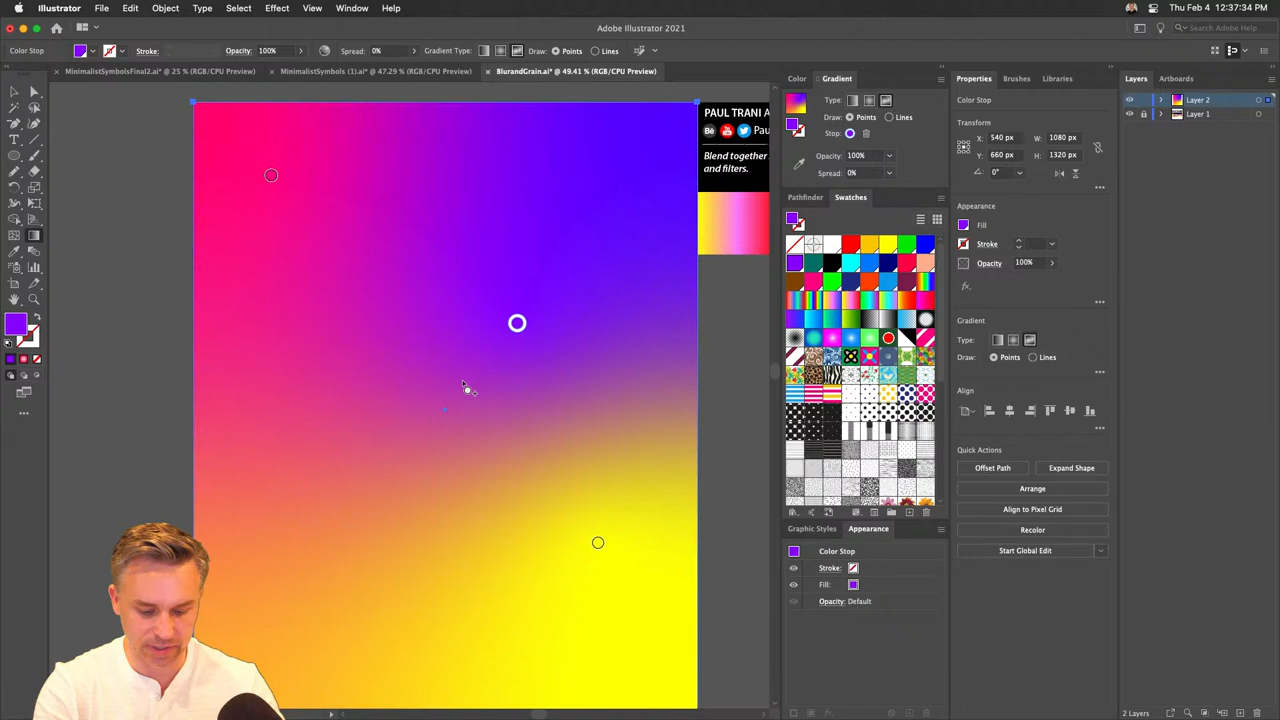 Illustrator File Edit Object Type Select Effect View Window Help
Thu Feb 4 12:37:34 PM
Adobe Illustrator 2021
Search Adobe Help
Color Stop
Stroke:
Opacity: 100%
Spread: 0%
Gradient Type:
Draw: Points Lines
× MinimalistSymbolsFinal2.ai* @ 25 % (RGB/CPU Preview)
× MinimalistSymbols (1).ai* @ 47.29 % (RGB/CPU Preview)
× BlurandGrain.ai* @ 49.41 % (RGB/CPU Preview)
PAUL TRANI A
Bē
Pau
Blend together s
and filters.
Color Gradient
Type:
Draw: Points Lines
Stop:
Opacity: 100%
Spread: 0%
Pathfinder Swatches
Graphic Styles Appearance
Color Stop
Stroke:
Fill:
Opacity: Default
Properties Brushes Libraries
Color Stop
Transform
X: 540 px W: 1080 px
Y: 660 px H: 1320 px
0°
Appearance
Fill
Stroke
Opacity 100%
fx.
Gradient
Type:
Draw: Points Lines
Align
Quick Actions
Offset Path Expand Shape
Arrange
Align to Pixel Grid
Recolor
Start Global Edit
Layers Artboards
Layer 2
Layer 1
2 Layers